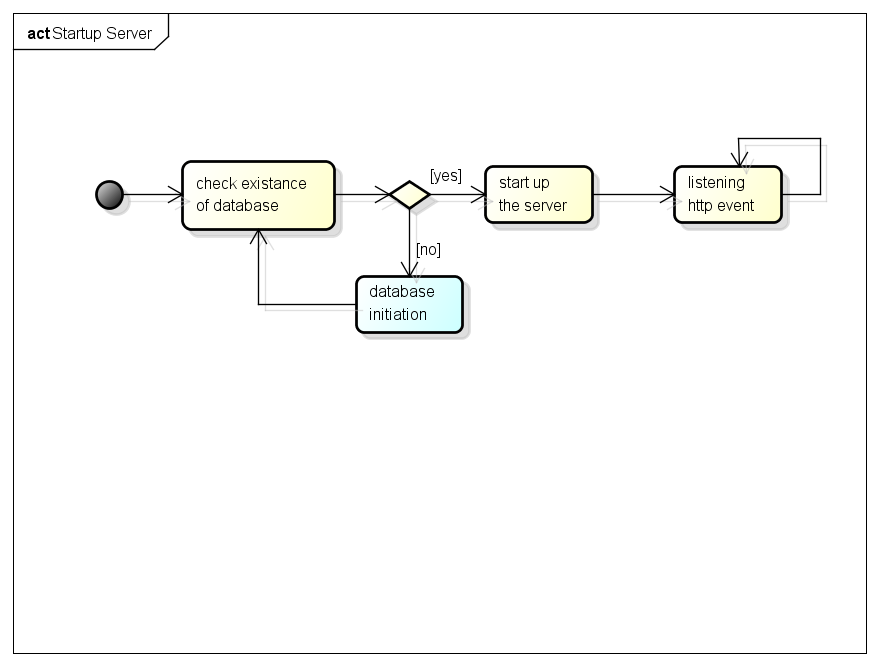 act Startup Server
check existance
of database
[yes]
start up
the server
listening
http event
[no]
database
initiation